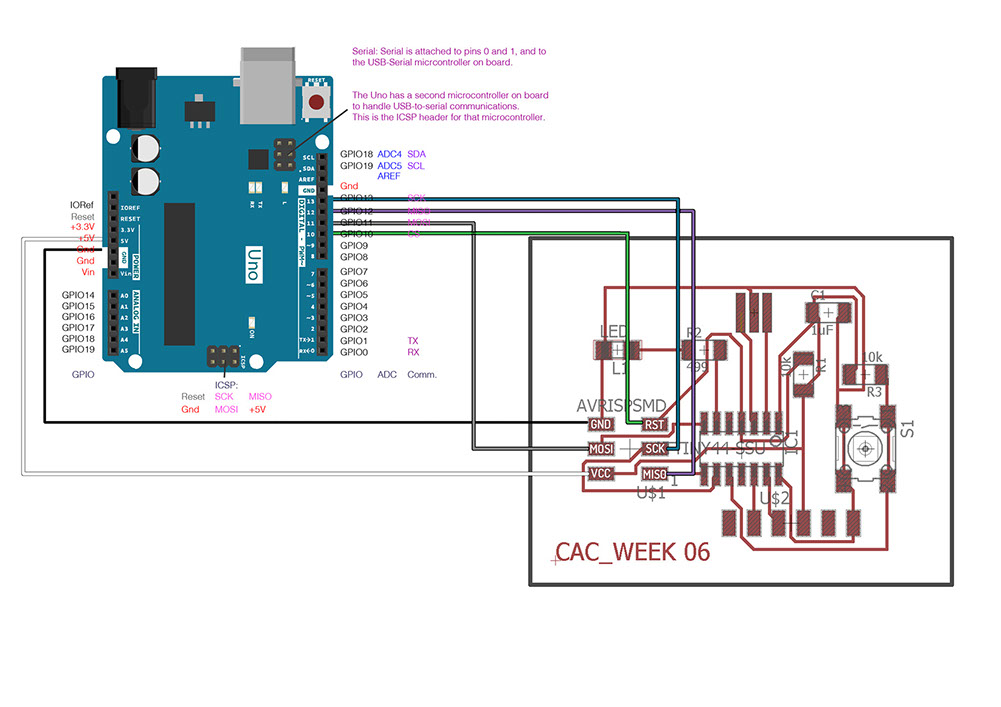 Serial: Serial is attached to pins 0 and 1, and to
the USB-Serial micrcontroller on board.
The Uno has a second microcontroller on board
to handle USB-to-serial communications.
This is the ICSP header for that microcontroller.
RESET
SCL
SDA
AREF
GND
13
12
~11
~10
~9
8
7
~6
~5
4
~3
2
TX→1
RX←0
DIGITAL - PWM~
RX
TX
L
Uno
ON
ICSP
IOREF
RESET
3.3V
5V
GND
Vin
POWER
A0
A1
A2
A3
A4
A5
ANALOG IN
IORef
Reset
+3.3V
+5V
Gnd
Gnd
Vin
GPIO14
GPIO15
GPIO16
GPIO17
GPIO18
GPIO19
GPIO
GPIO18 ADC4 SDA
GPIO19 ADC5 SCL
AREF
Gnd
GPIO13 SCK
GPIO12 MISO
GPIO11 MOSI
GPIO10 SS
GPIO9
GPIO8
GPIO7
GPIO6
GPIO5
GPIO4
GPIO3
GPIO2
GPIO1 TX
GPIO0 RX
GPIO ADC Comm.
ICSP:
Reset SCK MISO
Gnd MOSI +5V
LED
L1
R2
499
C1
1uF
R1
10k
R3
S1
AVRISPSMD
GND RST
MOSI SCK
VCC MISO
U$1
1
TINY44-SSU
IC1
U$2
CAC_WEEK 06